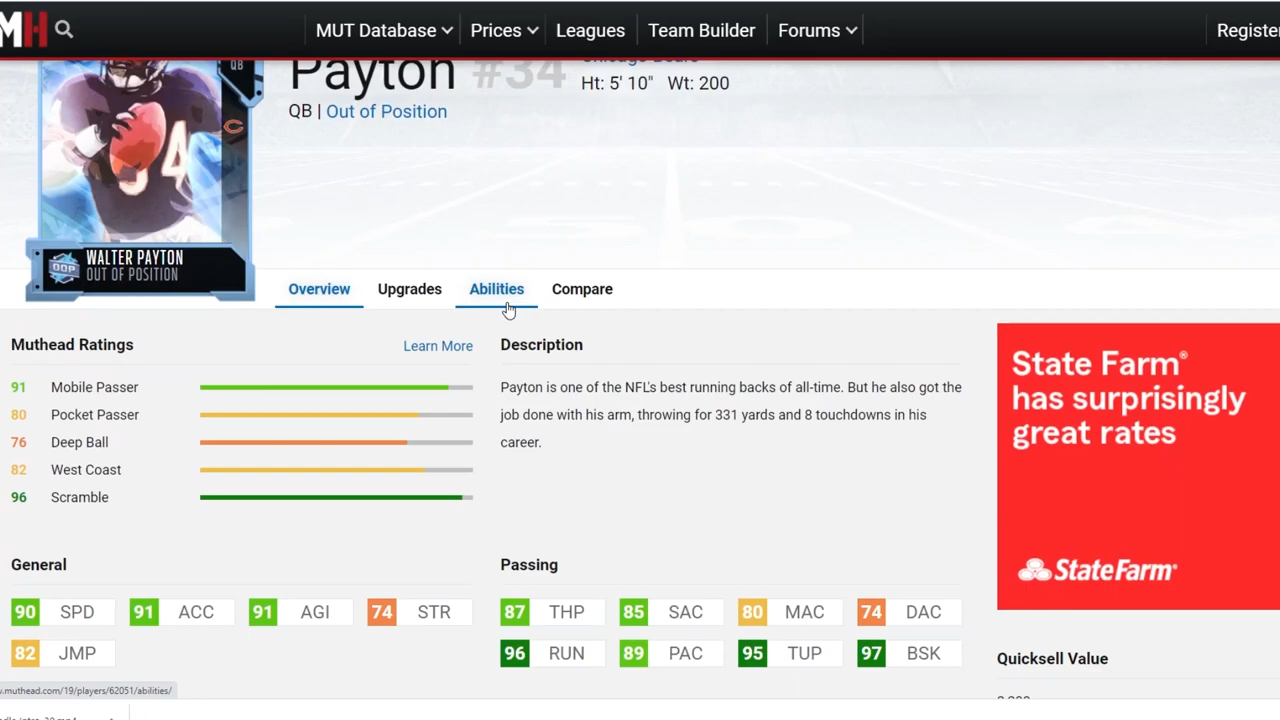 MH
MUT Database
Prices
Leagues
Team Builder
Forums
Register
Payton #34
Ht: 5' 10" Wt: 200
QB | Out of Position
QB
34
WALTER PAYTON
OUT OF POSITION
OOP
Overview
Upgrades
Abilities
Compare
Muthead Ratings
Learn More
91 Mobile Passer
80 Pocket Passer
76 Deep Ball
82 West Coast
96 Scramble
Description
Payton is one of the NFL's best running backs of all-time. But he also got the
job done with his arm, throwing for 331 yards and 8 touchdowns in his
career.
State Farm®
has surprisingly
great rates
StateFarm®
General
90 SPD
91 ACC
91 AGI
74 STR
82 JMP
Passing
87 THP
85 SAC
80 MAC
74 DAC
96 RUN
89 PAC
95 TUP
97 BSK
Quicksell Value
w.muthead.com/19/players/62051/abilities/